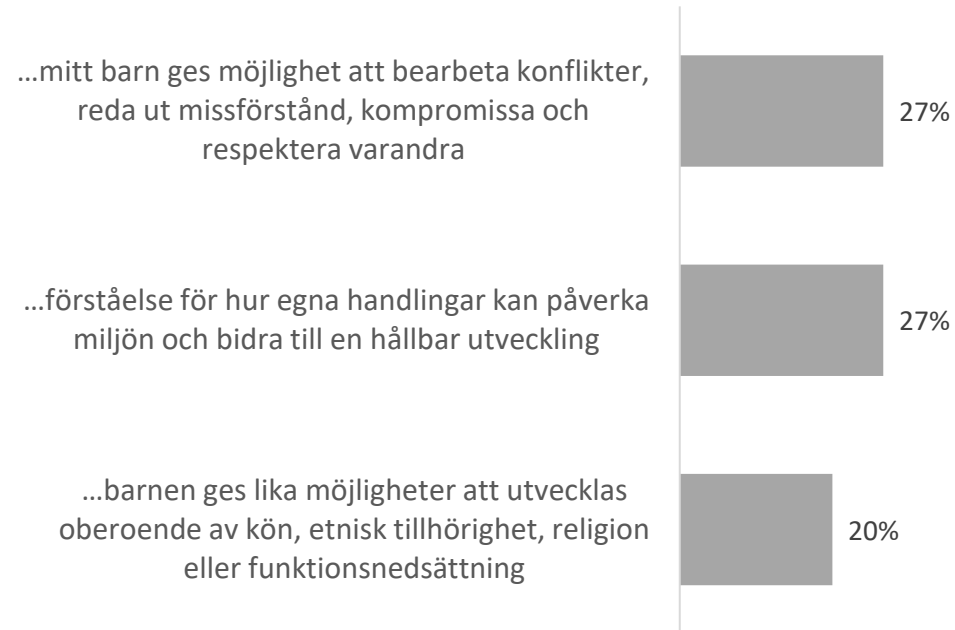 …mitt barn ges möjlighet att bearbeta konflikter,
reda ut missförstånd, kompromissa och
respektera varandra
27%
…förståelse för hur egna handlingar kan påverka
miljön och bidra till en hållbar utveckling
27%
…barnen ges lika möjligheter att utvecklas
oberoende av kön, etnisk tillhörighet, religion
eller funktionsnedsättning
20%